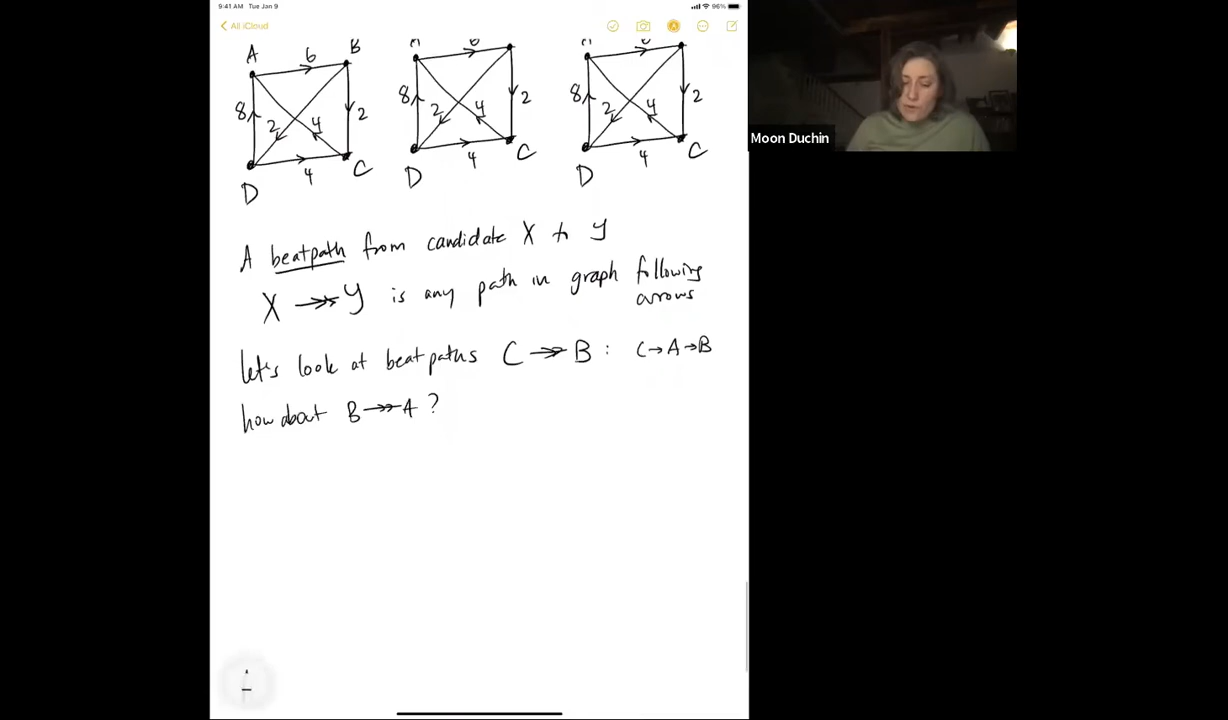 9:41 AM Tue Jan 9
96%
All iCloud
A 6 B
8 2 4 2
D 4 C
8 2 4 2
D 4 C
8 2 4 2
D 4 C
Moon Duchin
A beatpath from candidate X to Y
X →→ Y is any path in graph following
arrows
let's look at beatpaths C →→ B : C→A→B
how about B →→ A ?